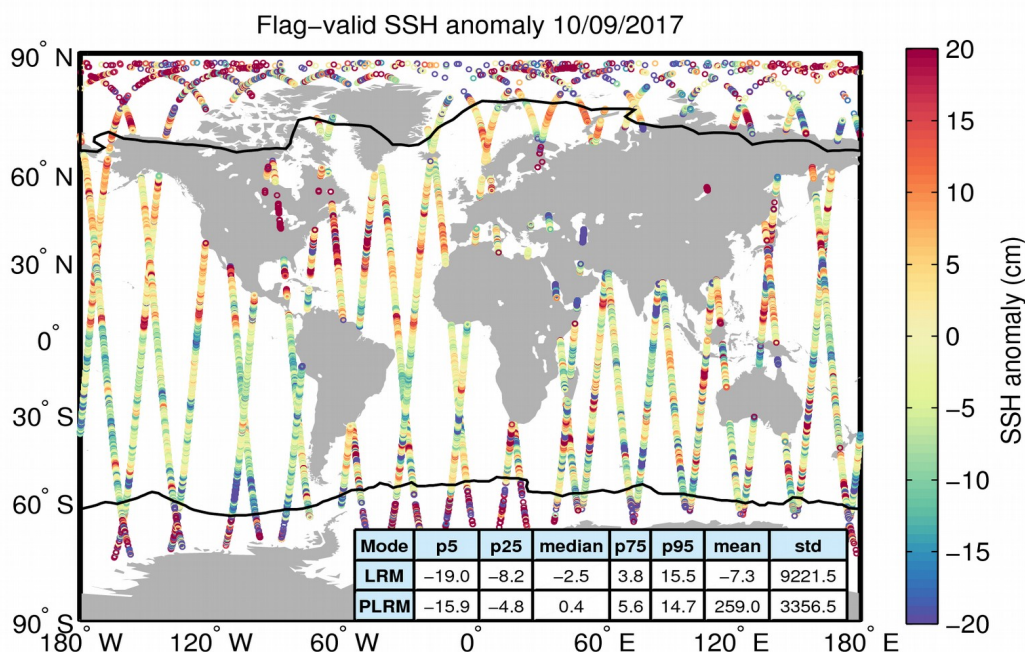 Flag−valid SSH anomaly 10/09/2017
90° N
60° N
30° N
0°
30° S
60° S
90° S
180° W
120° W
60° W
0°
60° E
120° E
180° E
Mode p5 p25 median p75 p95 mean std
LRM −19.0 −8.2 −2.5 3.8 15.5 −7.3 9221.5
PLRM −15.9 −4.8 0.4 5.6 14.7 259.0 3356.5
20
15
10
5
0
−5
−10
−15
−20
SSH anomaly (cm)